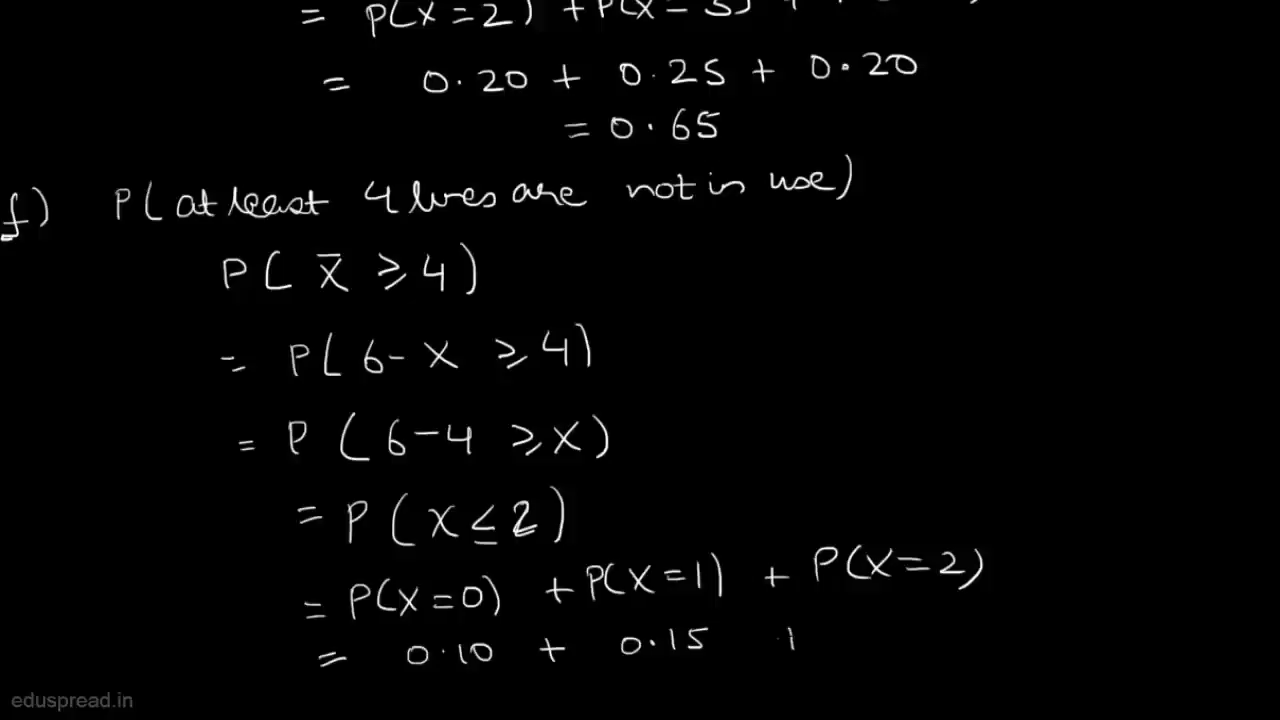 = P(X=2) + P(X=3) +
= 0.20 + 0.25 + 0.20
= 0.65
f) P(at least 4 lines are not in use)
P( X̅ ⩾ 4)
= P( 6 - X ⩾ 4)
= P ( 6 - 4 ⩾ X)
= P ( X ≤ 2)
= P(X=0) + P(X=1) + P(X=2)
= 0.10 + 0.15
eduspread.in